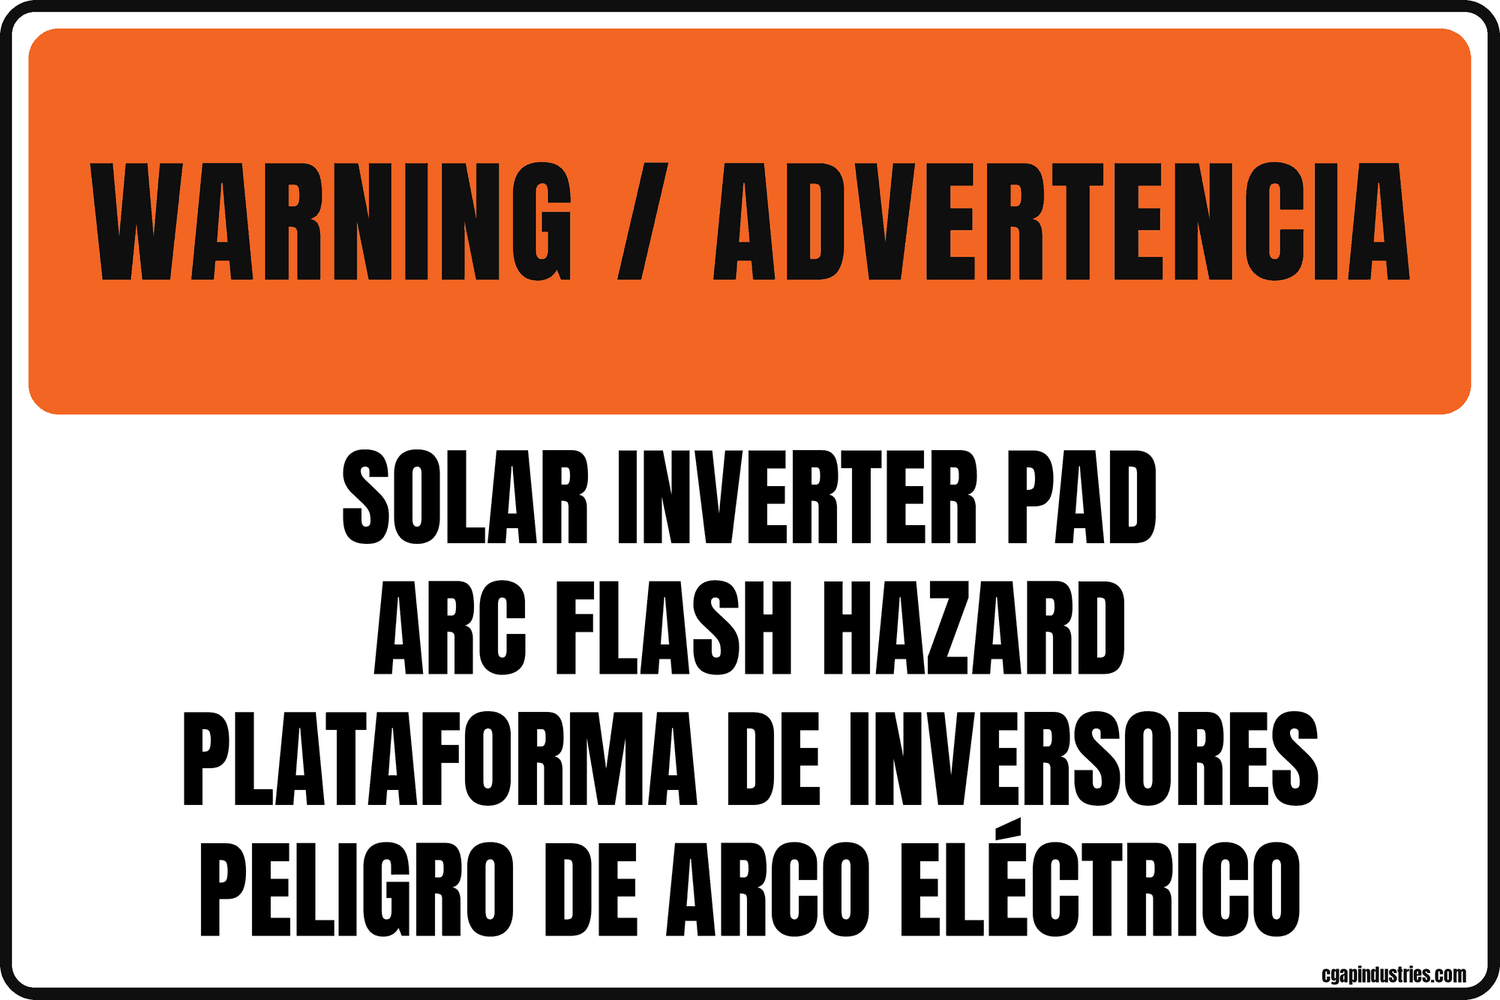 WARNING / ADVERTENCIA
SOLAR INVERTER PAD
ARC FLASH HAZARD
PLATAFORMA DE INVERSORES
PELIGRO DE ARCO ELÉCTRICO
cgapindustries.com